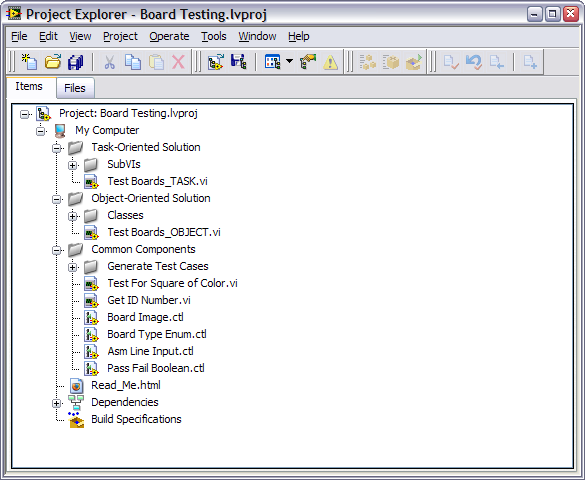 Project Explorer - Board Testing.lvproj
File Edit View Project Operate Tools Window Help
Items Files
Project: Board Testing.lvproj
My Computer
Task-Oriented Solution
SubVIs
Test Boards_TASK.vi
Object-Oriented Solution
Classes
Test Boards_OBJECT.vi
Common Components
Generate Test Cases
Test For Square of Color.vi
Get ID Number.vi
Board Image.ctl
Board Type Enum.ctl
Asm Line Input.ctl
Pass Fail Boolean.ctl
Read_Me.html
Dependencies
Build Specifications